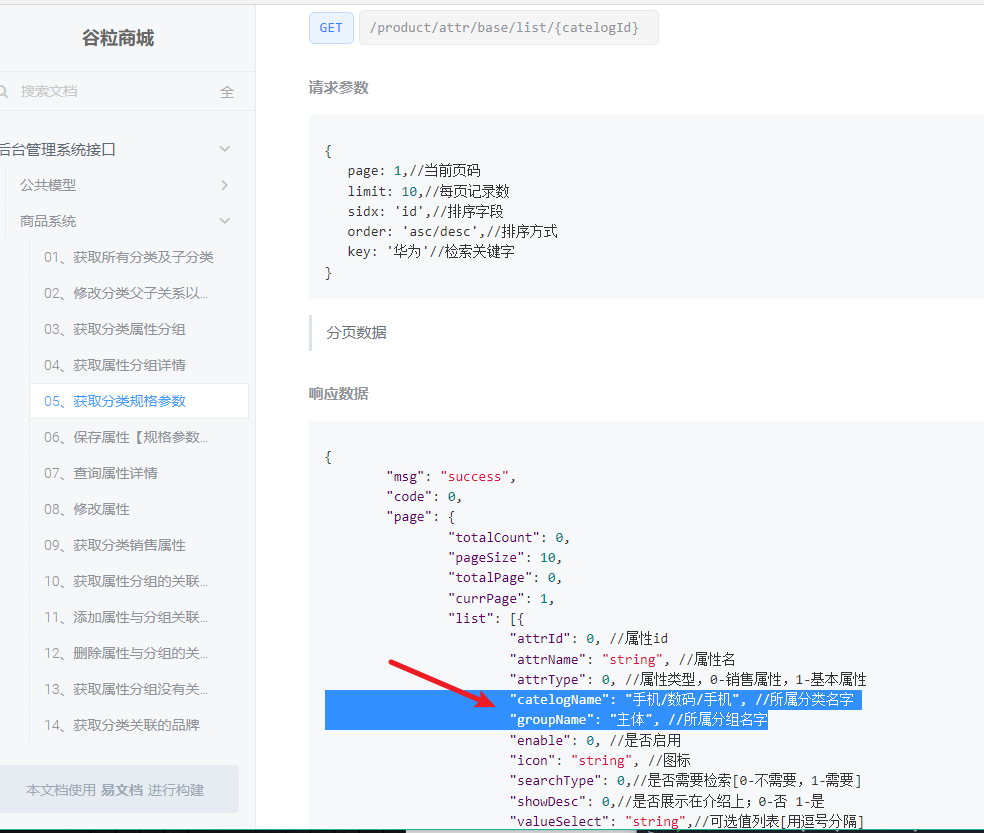 谷粒商城
搜索文档
全
后台管理系统接口
公共模型
商品系统
01、获取所有分类及子分类
02、修改分类父子关系以...
03、获取分类属性分组
04、获取属性分组详情
05、获取分类规格参数
06、保存属性【规格参数...
07、查询属性详情
08、修改属性
09、获取分类销售属性
10、获取属性分组的关联...
11、添加属性与分组关联...
12、删除属性与分组的关...
13、获取属性分组没有关...
14、获取分类关联的品牌
本文档使用 易文档 进行构建
GET /product/attr/base/list/{catelogId}
请求参数
{
page: 1,//当前页码
limit: 10,//每页记录数
sidx: 'id',//排序字段
order: 'asc/desc',//排序方式
key: '华为'//检索关键字
}
分页数据
响应数据
{
"msg": "success",
"code": 0,
"page": {
"totalCount": 0,
"pageSize": 10,
"totalPage": 0,
"currPage": 1,
"list": [{
"attrId": 0, //属性id
"attrName": "string", //属性名
"attrType": 0, //属性类型，0-销售属性，1-基本属性
"catelogName": "手机/数码/手机", //所属分类名字
"groupName": "主体", //所属分组名字
"enable": 0, //是否启用
"icon": "string", //图标
"searchType": 0,//是否需要检索[0-不需要，1-需要]
"showDesc": 0,//是否展示在介绍上；0-否 1-是
"valueSelect": "string",//可选值列表[用逗号分隔]